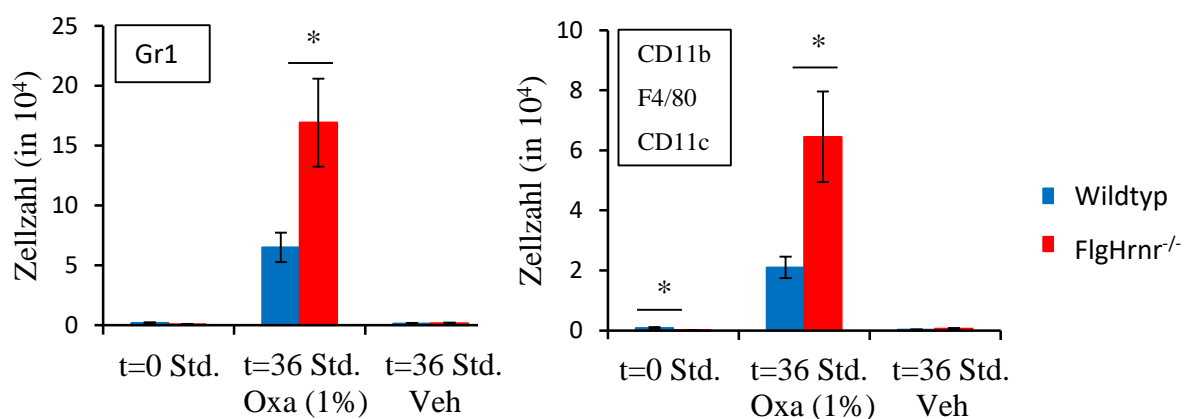 Zellzahl (in 10⁴)
25
20
15
10
5
0
Gr1
*
t=0 Std.
t=36 Std.
Oxa (1%)
t=36 Std.
Veh
Zellzahl (in 10⁴)
10
8
6
4
2
0
CD11b
F4/80
CD11c
*
*
t=0 Std.
t=36 Std.
Oxa (1%)
t=36 Std.
Veh
Wildtyp
FlgHrnr⁻/⁻